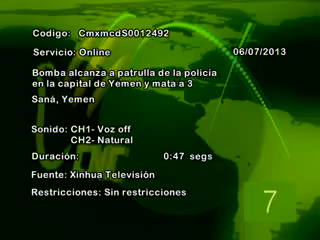 Codigo: CmxmcdS0012492
Servicio: Online 06/07/2013
Bomba alcanza a patrulla de la policía
en la capital de Yemen y mata a 3
Saná, Yemen
Sonido: CH1- Voz off
CH2- Natural
Duración: 0:47 segs
Fuente: Xinhua Televisión
Restricciones: Sin restricciones
7